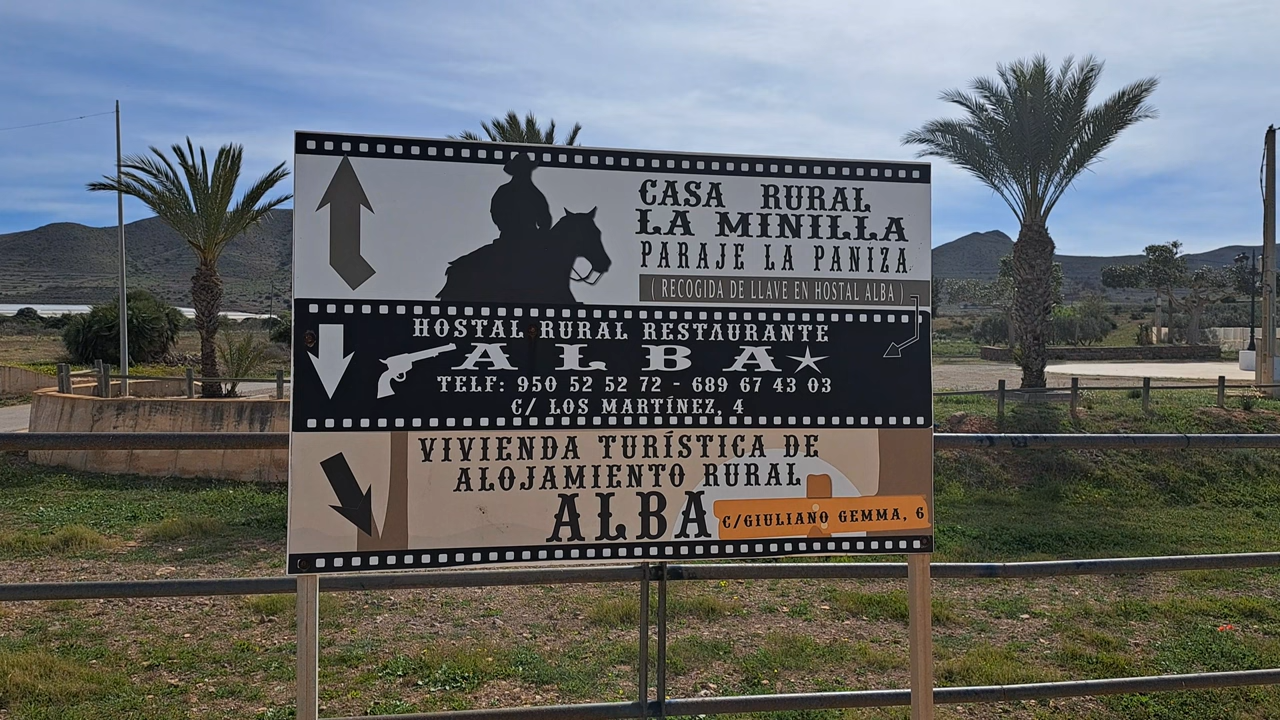 CASA RURAL
LA MINILLA
PARAJE LA PANIZA
( RECOGIDA DE LLAVE EN HOSTAL ALBA )
HOSTAL RURAL RESTAURANTE
ALBA
TELF: 950 52 52 72 - 689 67 43 03
C/ LOS MARTÍNEZ, 4
VIVIENDA TURÍSTICA DE
ALOJAMIENTO RURAL
ALBA
C/GIULIANO GEMMA, 6